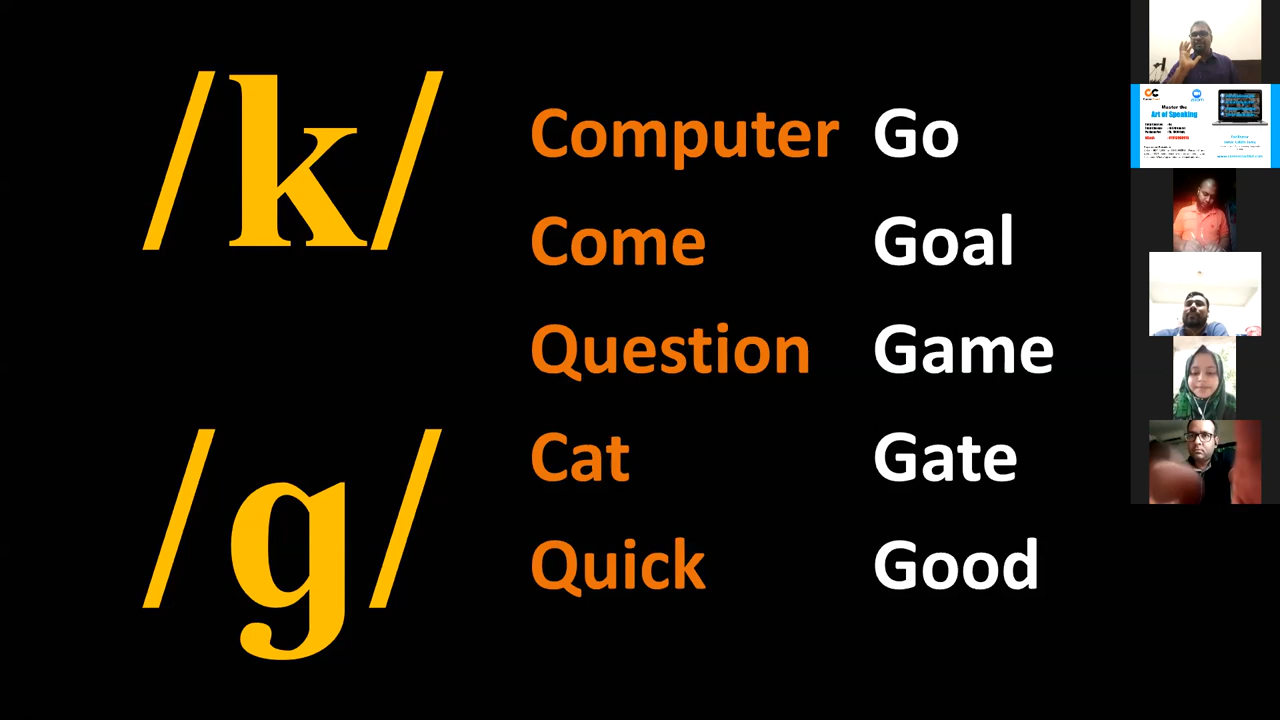 /k/
/g/
Computer Go
Come Goal
Question Game
Cat Gate
Quick Good
Master the
Art of Speaking